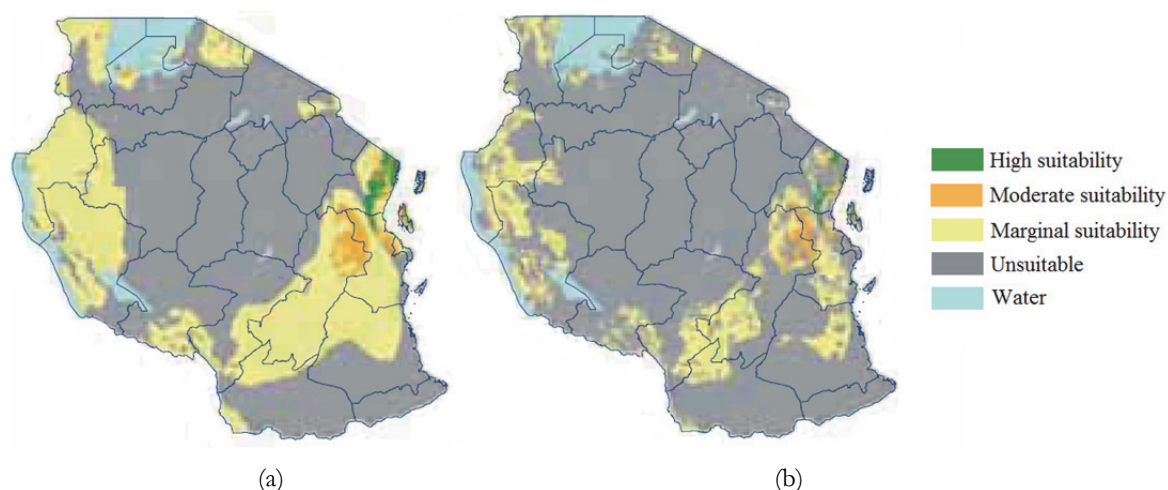 High suitability
Moderate suitability
Marginal suitability
Unsuitable
Water
(a)
(b)